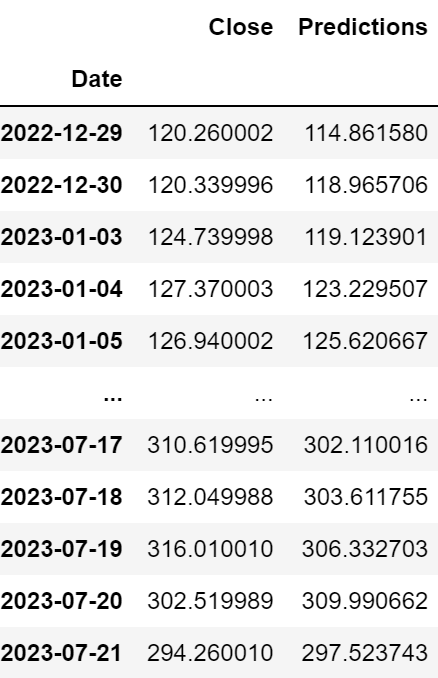 Close Predictions
Date
2022-12-29 120.260002 114.861580
2022-12-30 120.339996 118.965706
2023-01-03 124.739998 119.123901
2023-01-04 127.370003 123.229507
2023-01-05 126.940002 125.620667
... ... ...
2023-07-17 310.619995 302.110016
2023-07-18 312.049988 303.611755
2023-07-19 316.010010 306.332703
2023-07-20 302.519989 309.990662
2023-07-21 294.260010 297.523743